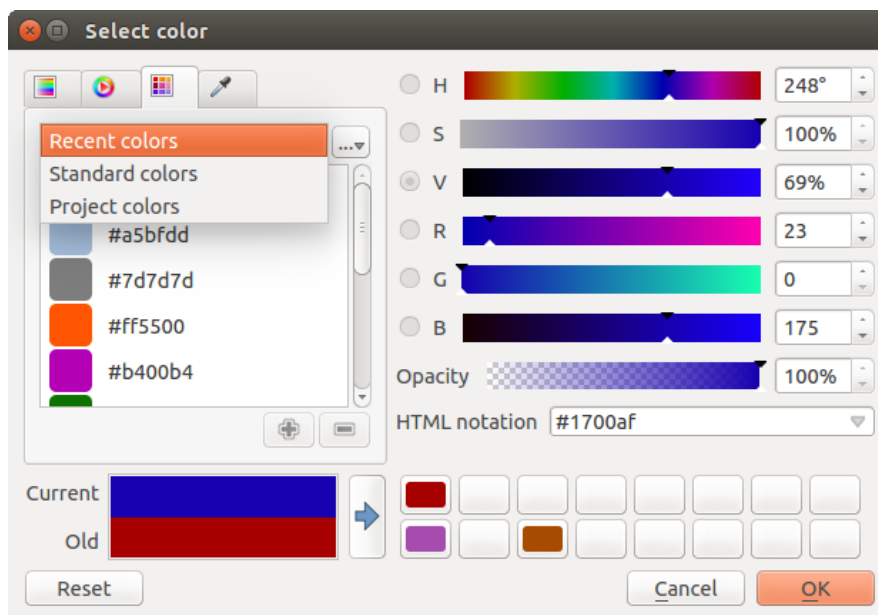 Select color
Recent colors
...
Standard colors
Project colors
#a5bfdd
#7d7d7d
#ff5500
#b400b4
H 248°
S 100%
V 69%
R 23
G 0
B 175
Opacity 100%
HTML notation #1700af
Current
Old
Reset
Cancel
OK